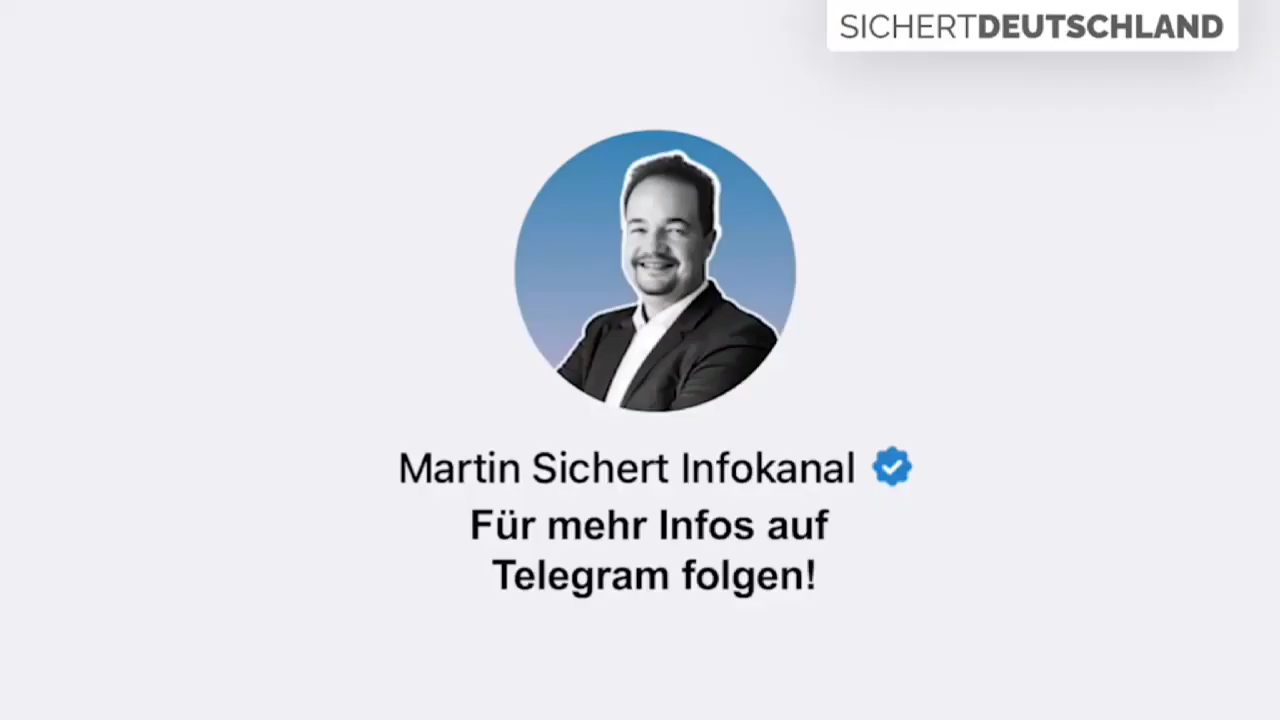 SICHERTDEUTSCHLAND
Martin Sichert Infokanal
Für mehr Infos auf
Telegram folgen!